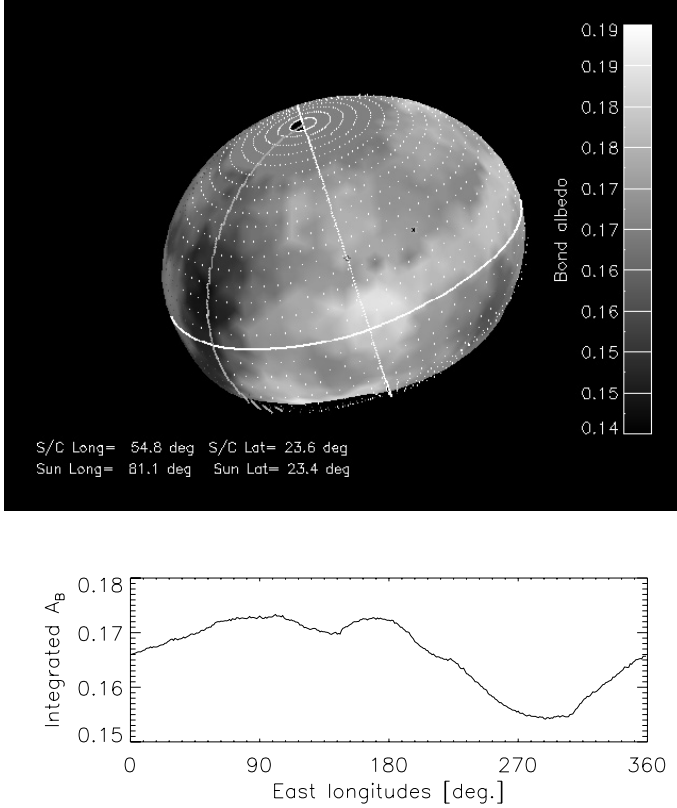 0.19
0.19
0.18
0.18
0.17
0.17
0.16
0.16
0.15
0.15
0.14
Bond albedo
S/C Long= 54.8 deg S/C Lat= 23.6 deg
Sun Long= 81.1 deg Sun Lat= 23.4 deg
0.18
0.17
0.16
0.15
Integrated A_B
0 90 180 270 360
East longitudes [deg.]